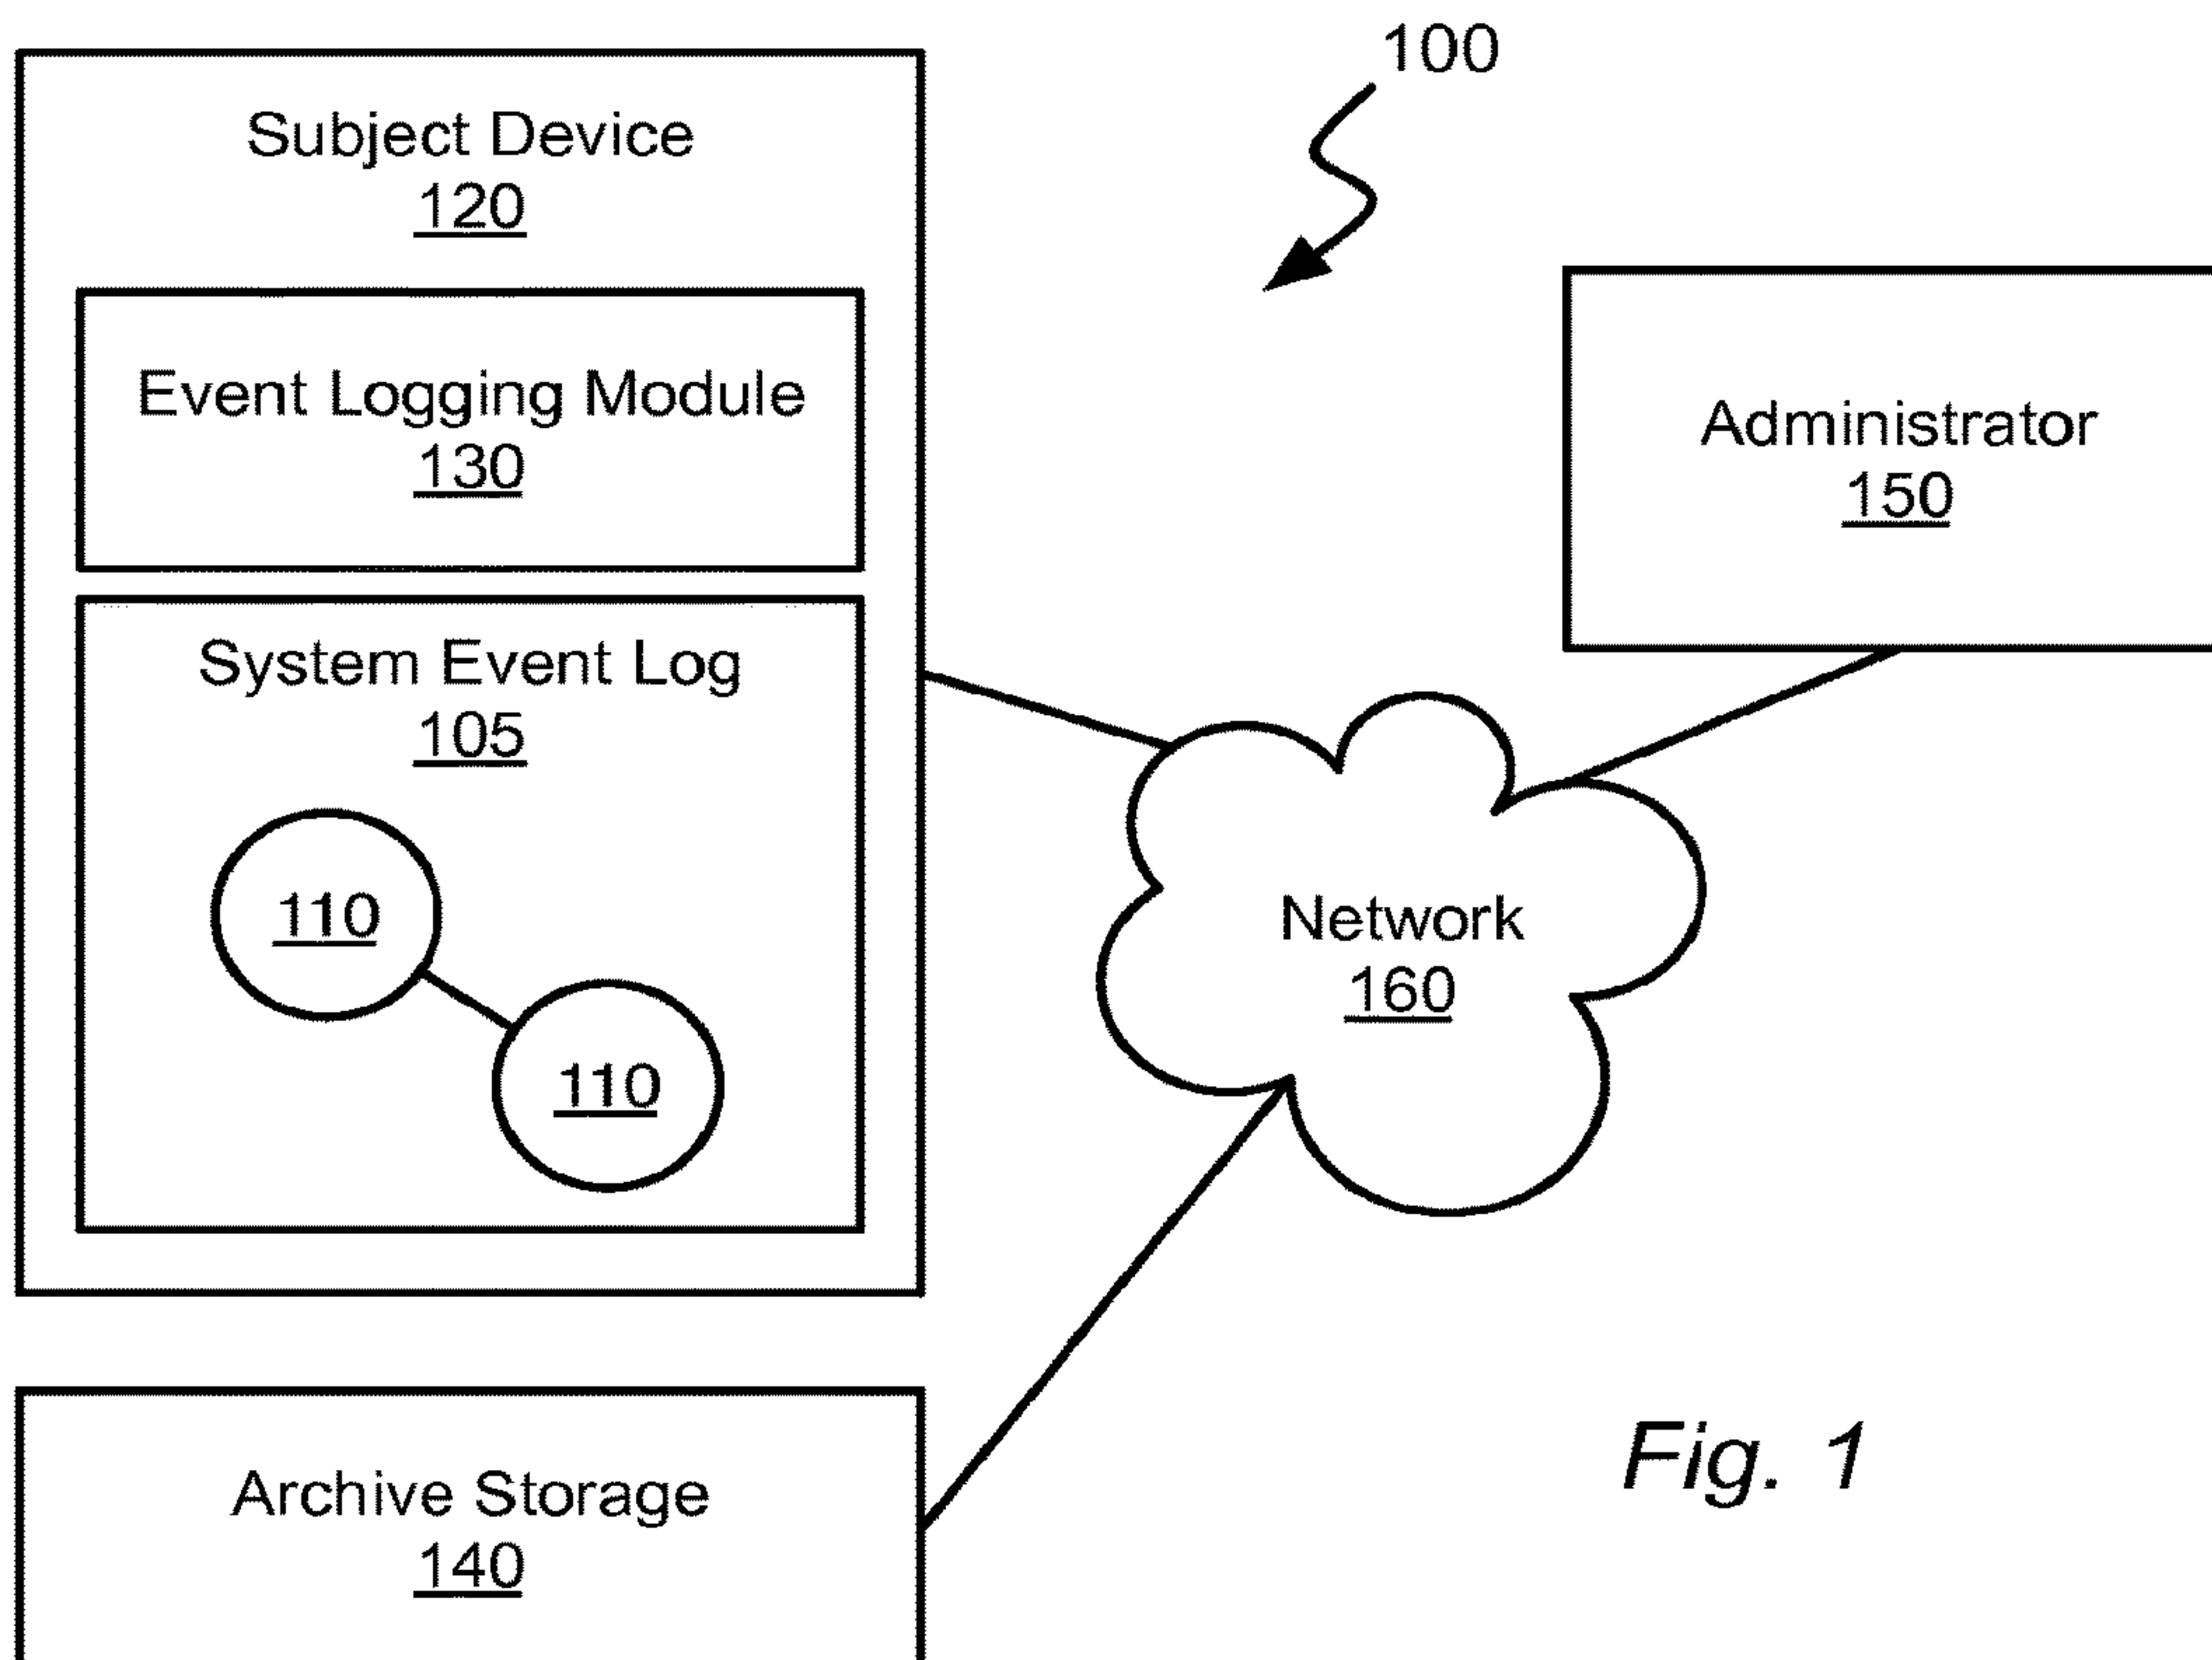 100
Subject Device
120
Event Logging Module
130
Administrator
150
System Event Log
105
110
110
Network
160
Archive Storage
140
Fig. 1